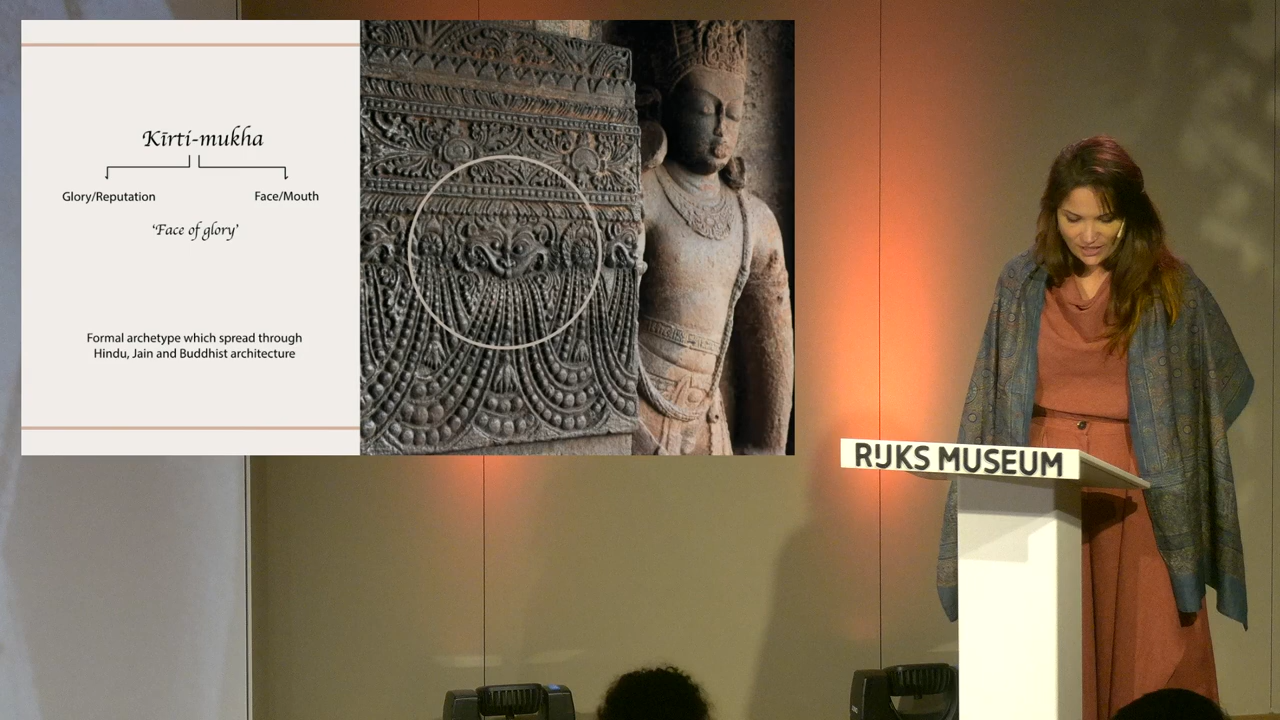 Kīrti-mukha
Glory/Reputation
Face/Mouth
'Face of glory'
Formal archetype which spread through
Hindu, Jain and Buddhist architecture
RIJKS MUSEUM